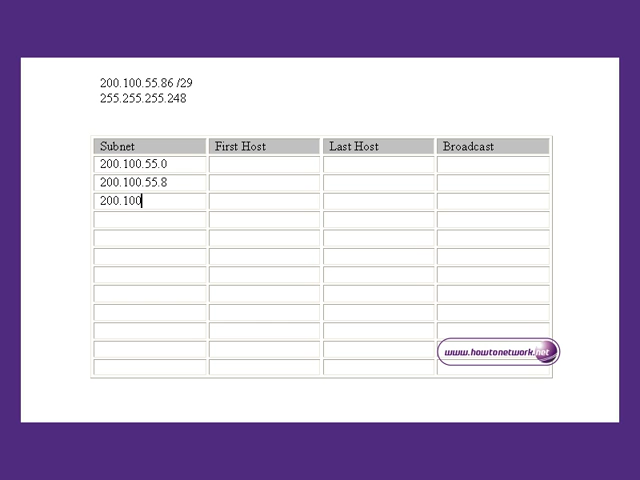 200.100.55.86 /29
255.255.255.248
Subnet First Host Last Host Broadcast
200.100.55.0
200.100.55.8
200.100
www.howtonetwork.net